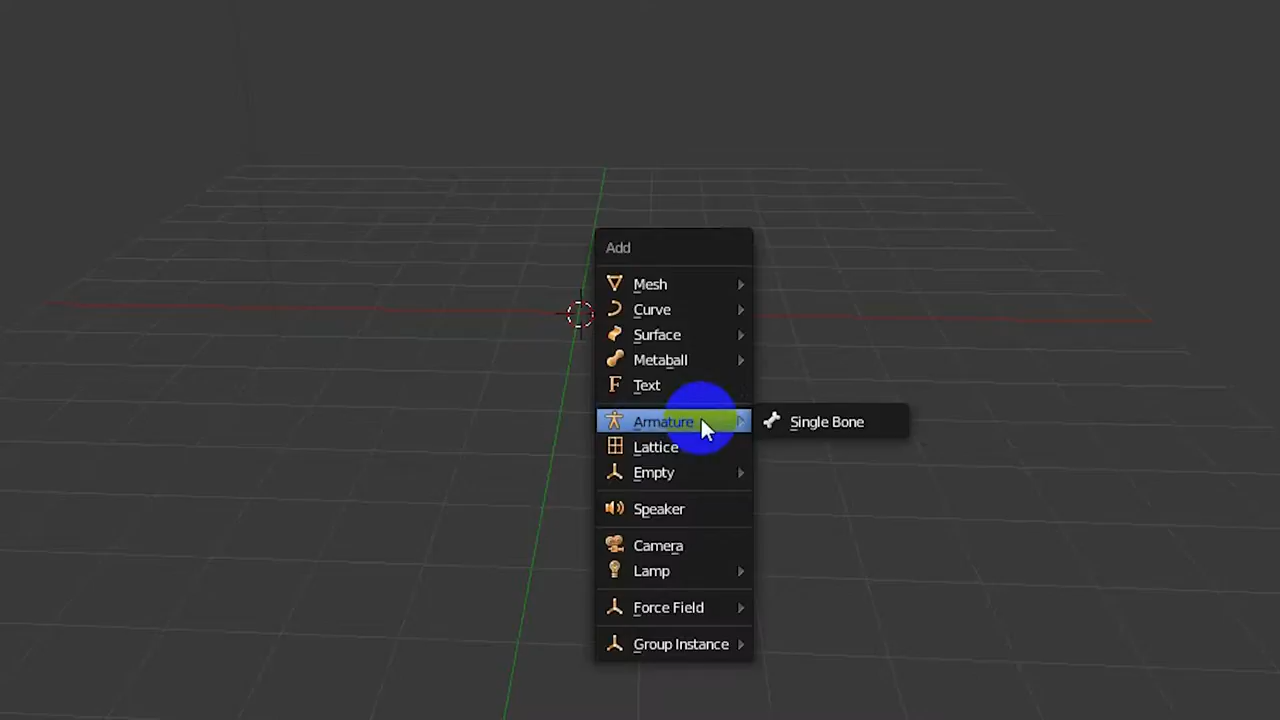 Add
Mesh
Curve
Surface
Metaball
Text
Armature
Single Bone
Lattice
Empty
Speaker
Camera
Lamp
Force Field
Group Instance